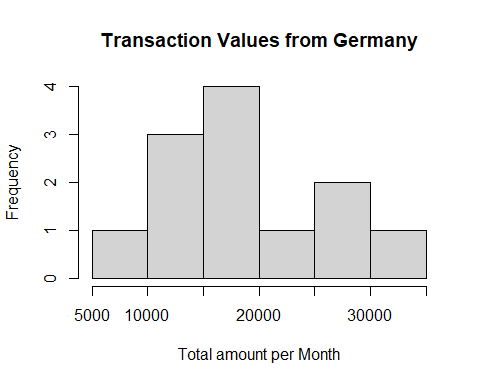 Transaction Values from Germany
Frequency
4
3
2
1
0
5000 10000 20000 30000
Total amount per Month